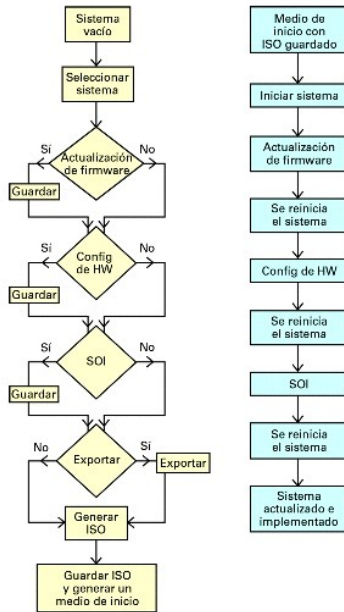 Sistema
vacío
Seleccionar
sistema
Sí
No
Actualización
de firmware
Guardar
Sí
No
Config
de HW
Guardar
Sí
No
SOI
Guardar
No
Sí
Exportar
Exportar
Generar
ISO
Guardar ISO
y generar un
medio de inicio
Medio de
inicio con
ISO guardado
Iniciar sistema
Actualización
de firmware
Se reinicia
el sistema
Config de HW
Se reinicia
el sistema
SOI
Se reinicia
el sistema
Sistema
actualizado e
implementado